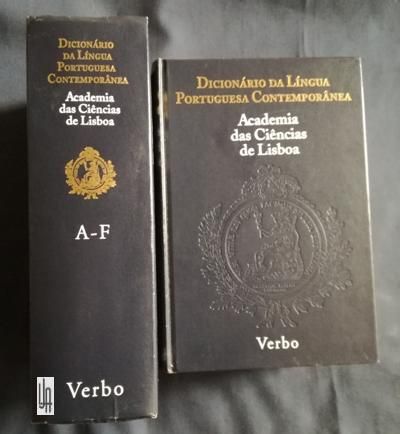 DICIONÁRIO
DA LÍNGUA
PORTUGUESA
CONTEMPORÂNEA
Academia
das Ciências
de Lisboa
A-F
Verbo
DICIONÁRIO DA LÍNGUA
PORTUGUESA CONTEMPORÂNEA
Academia
das Ciências
de Lisboa
Verbo